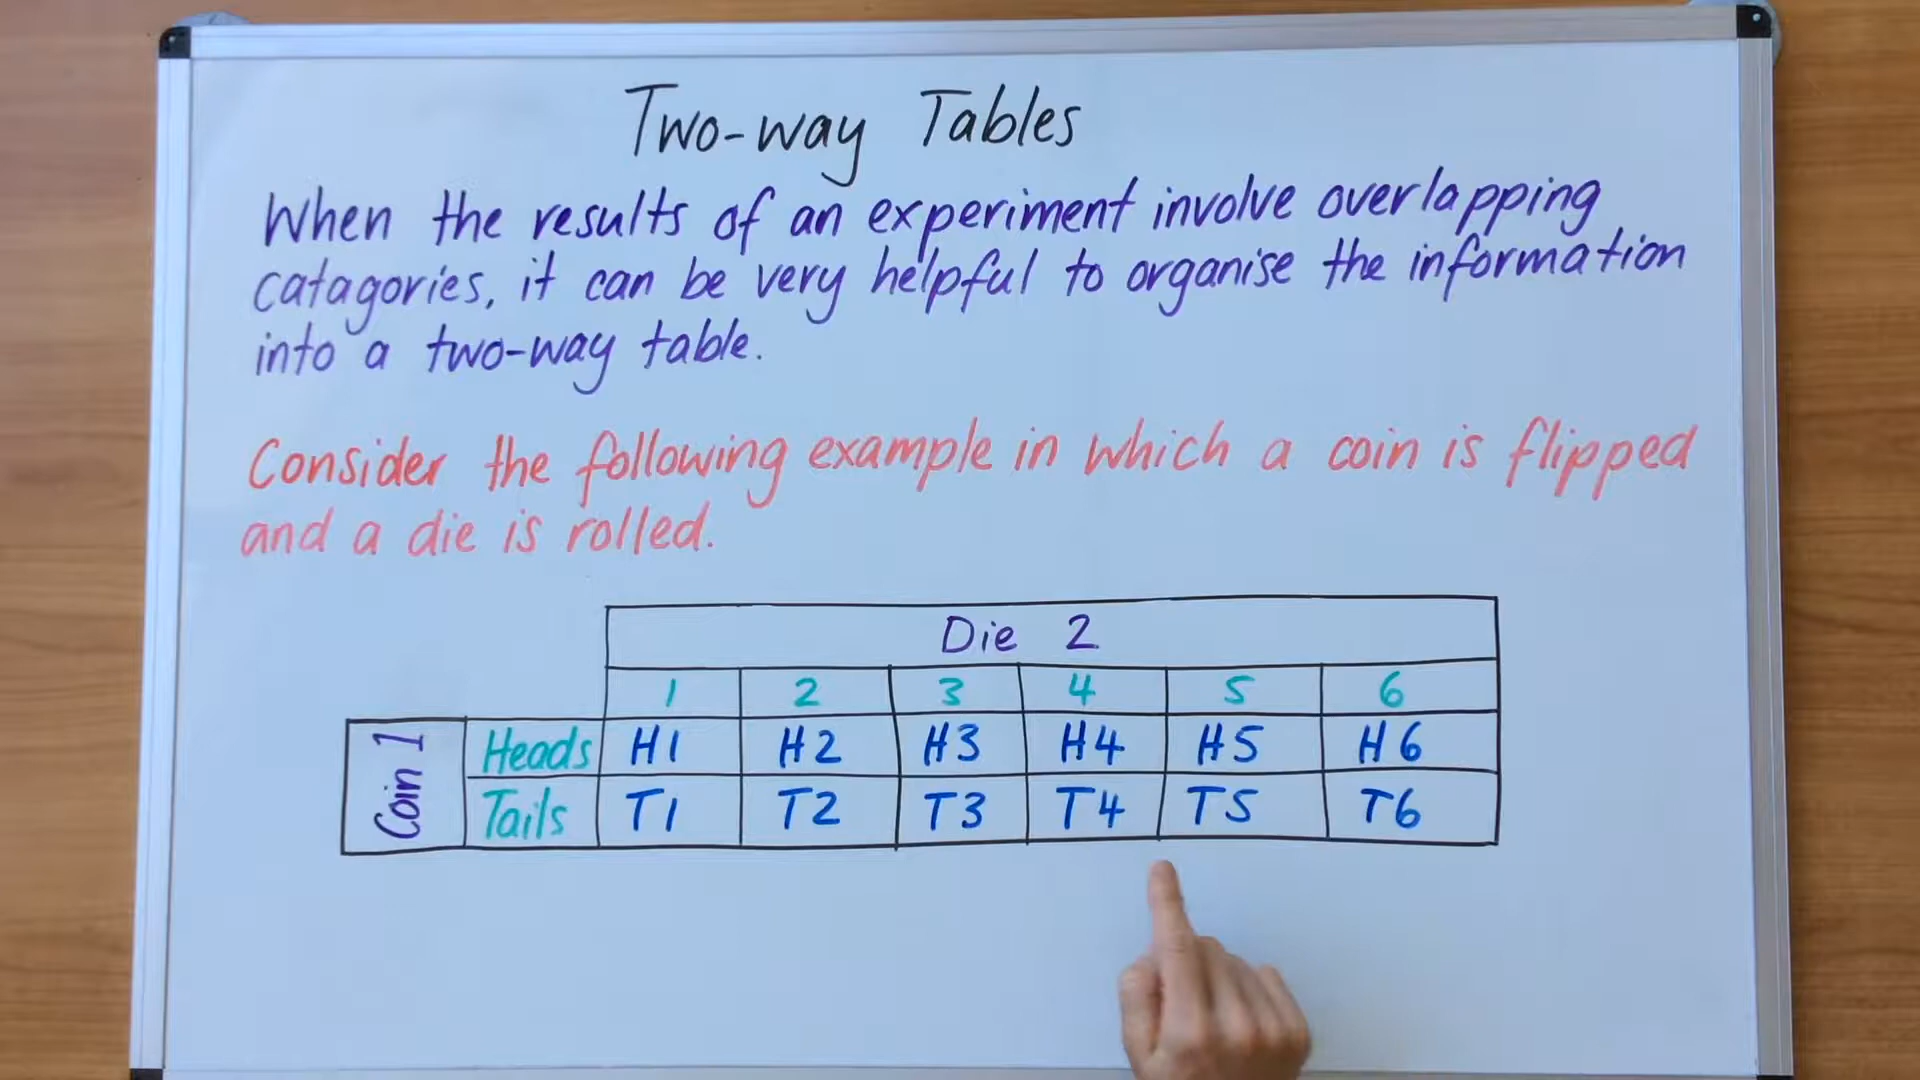 Two-way Tables
When the results of an experiment involve overlapping
catagories, it can be very helpful to organise the information
into a two-way table.
Consider the following example in which a coin is flipped
and a die is rolled.
Die 2
1 2 3 4 5 6
Coin 1
Heads H1 H2 H3 H4 H5 H6
Tails T1 T2 T3 T4 T5 T6